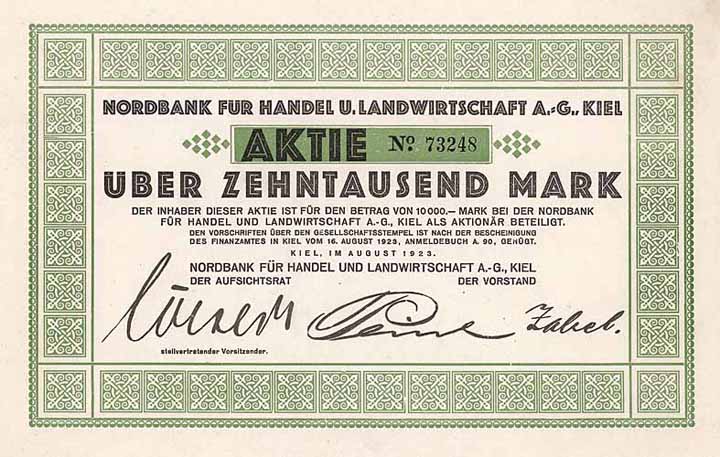 NORDBANK FÜR HANDEL U. LANDWIRTSCHAFT A.-G., KIEL
AKTIE No. 73248
ÜBER ZEHNTAUSEND MARK
DER INHABER DIESER AKTIE IST FÜR DEN BETRAG VON 10000.— MARK BEI DER NORDBANK
FÜR HANDEL UND LANDWIRTSCHAFT A.-G., KIEL ALS AKTIONÄR BETEILIGT.
DEN VORSCHRIFTEN ÜBER DEN GESELLSCHAFTSSTEMPEL IST NACH DER BESCHEINIGUNG
DES FINANZAMTES IN KIEL VOM 16. AUGUST 1923, ANMELDEBUCH A. 90, GENÜGT.
KIEL, IM AUGUST 1923.
NORDBANK FÜR HANDEL UND LANDWIRTSCHAFT A.-G., KIEL
DER AUFSICHTSRAT DER VORSTAND
Zabel.
stellvertretender Vorsitzender.